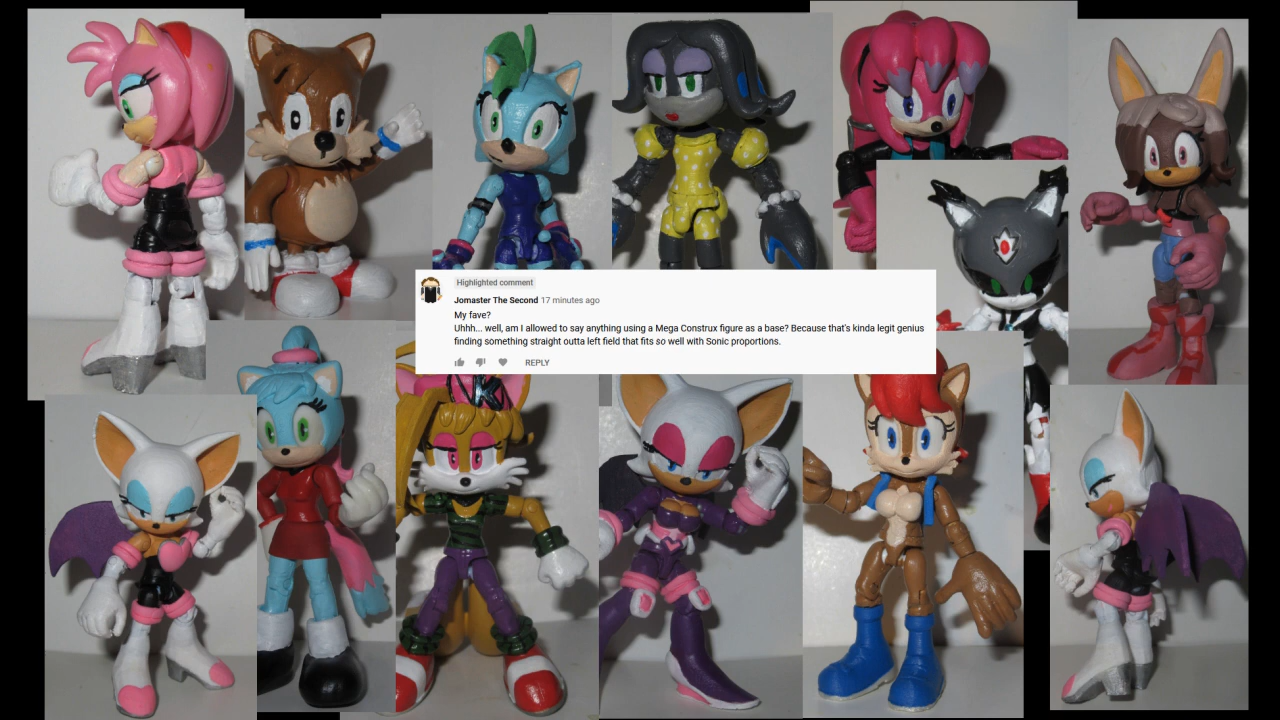 Highlighted comment
Jomaster The Second 17 minutes ago
My fave?
Uhhh... well, am I allowed to say anything using a Mega Construx figure as a base? Because that's kinda legit genius
finding something straight outta left field that fits so well with Sonic proportions.
REPLY